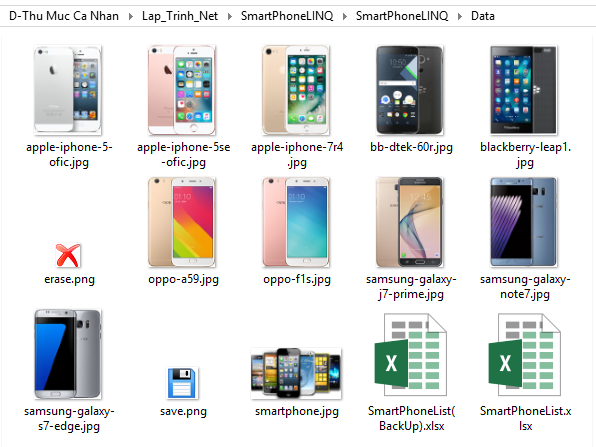 D-Thu Muc Ca Nhan > Lap_Trinh_Net > SmartPhoneLINQ > SmartPhoneLINQ > Data
apple-iphone-5-
ofic.jpg
apple-iphone-5se
-ofic.jpg
apple-iphone-7r4
.jpg
bb-dtek-60r.jpg
blackberry-leap1.
jpg
erase.png
oppo-a59.jpg
oppo-f1s.jpg
samsung-galaxy-
j7-prime.jpg
samsung-galaxy-
note7.jpg
samsung-galaxy-
s7-edge.jpg
save.png
smartphone.jpg
SmartPhoneList(
BackUp).xlsx
SmartPhoneList.x
lsx